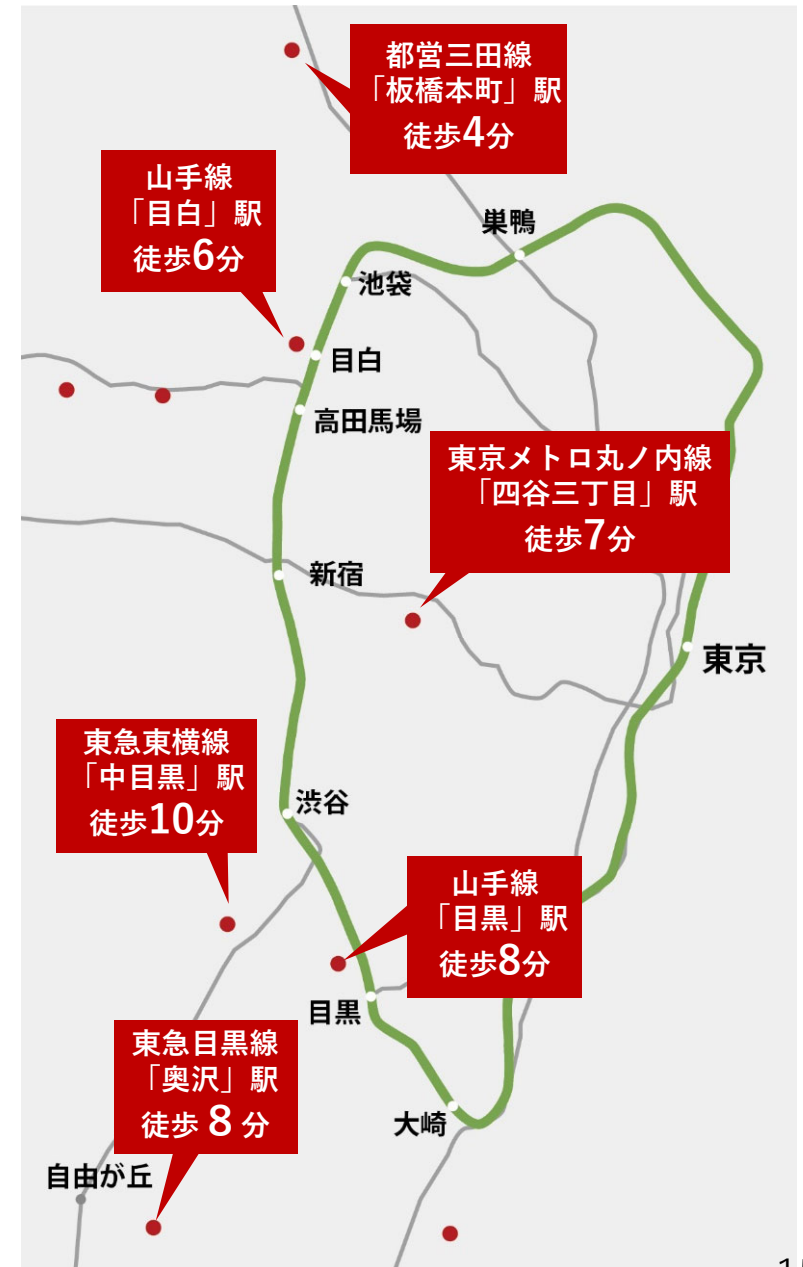 都営三田線
「板橋本町」駅
徒歩4分
山手線
「目白」駅
徒歩6分
巣鴨
池袋
目白
高田馬場
東京メトロ丸ノ内線
「四谷三丁目」駅
徒歩7分
新宿
東京
東急東横線
「中目黒」駅
徒歩10分
渋谷
山手線
「目黒」駅
徒歩8分
目黒
東急目黒線
「奥沢」駅
徒歩 8 分
大崎
自由が丘